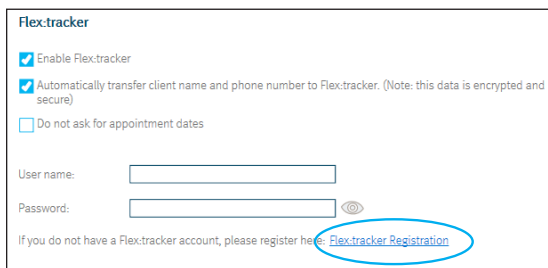 Flex:tracker
Enable Flex:tracker
Automatically transfer client name and phone number to Flex:tracker. (Note: this data is encrypted and
secure)
Do not ask for appointment dates
User name:
Password:
If you do not have a Flex:tracker account, please register here: Flex:tracker Registration